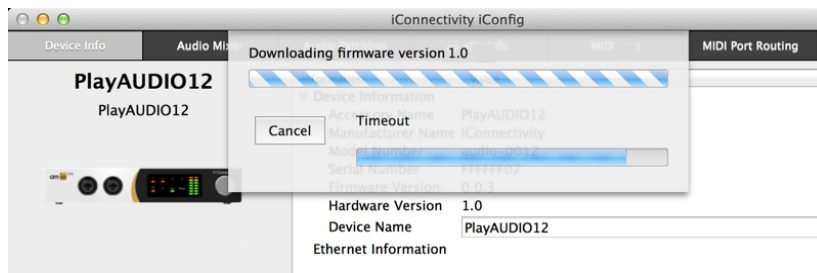 iConnectivity iConfig
Device Info
Audio Mi
MIDI
MIDI Port Routing
Downloading firmware version 1.0
PlayAUDIO12
PlayAUDIO12
Device Information
Timeout
Cancel
Accessory Name PlayAUDIO12
Manufacturer Name iConnectivity
Model Number audio_0012
Serial Number FFFFFF07
Firmware Version 0.0.3
Hardware Version 1.0
Device Name PlayAUDIO12
Ethernet Information